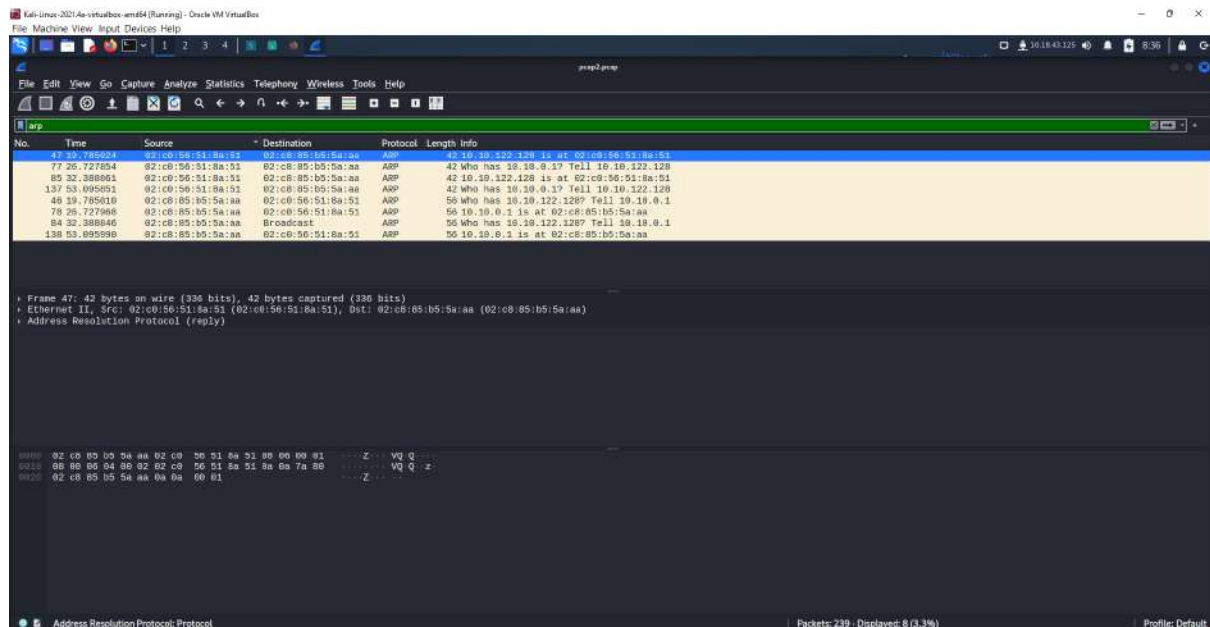 Kali-Linux-2021.4a-virtualbox-amd64 [Running] - Oracle VM VirtualBox
File Machine View Input Devices Help
1 2 3 4 10.18.43.125 8:36
pcap2.pcap
File Edit View Go Capture Analyze Statistics Telephony Wireless Tools Help
arp
No. Time Source Destination Protocol Length Info
47 19.785024 02:c0:56:51:8a:51 02:c8:85:b5:5a:aa ARP 42 10.10.122.128 is at 02:c0:56:51:8a:51
77 26.727854 02:c0:56:51:8a:51 02:c8:85:b5:5a:aa ARP 42 Who has 10.10.0.1? Tell 10.10.122.128
85 32.388061 02:c0:56:51:8a:51 02:c8:85:b5:5a:aa ARP 42 10.10.122.128 is at 02:c0:56:51:8a:51
137 53.095851 02:c0:56:51:8a:51 02:c8:85:b5:5a:aa ARP 42 Who has 10.10.0.1? Tell 10.10.122.128
46 19.785010 02:c8:85:b5:5a:aa 02:c0:56:51:8a:51 ARP 56 Who has 10.10.122.128? Tell 10.10.0.1
78 26.727968 02:c8:85:b5:5a:aa 02:c0:56:51:8a:51 ARP 56 10.10.0.1 is at 02:c8:85:b5:5a:aa
84 32.388046 02:c8:85:b5:5a:aa Broadcast ARP 56 Who has 10.10.122.128? Tell 10.10.0.1
138 53.095990 02:c8:85:b5:5a:aa 02:c0:56:51:8a:51 ARP 56 10.10.0.1 is at 02:c8:85:b5:5a:aa
Frame 47: 42 bytes on wire (336 bits), 42 bytes captured (336 bits)
Ethernet II, Src: 02:c0:56:51:8a:51 (02:c0:56:51:8a:51), Dst: 02:c8:85:b5:5a:aa (02:c8:85:b5:5a:aa)
Address Resolution Protocol (reply)
0000 02 c8 85 b5 5a aa 02 c0 56 51 8a 51 08 06 00 01 ····Z··· VQ·Q····
0010 08 00 06 04 00 02 02 c0 56 51 8a 51 0a 0a 7a 80 ········ VQ·Q··z·
0020 02 c8 85 b5 5a aa 0a 0a 00 01 ····Z··· ··
Address Resolution Protocol: Protocol Packets: 239 · Displayed: 8 (3.3%) Profile: Default